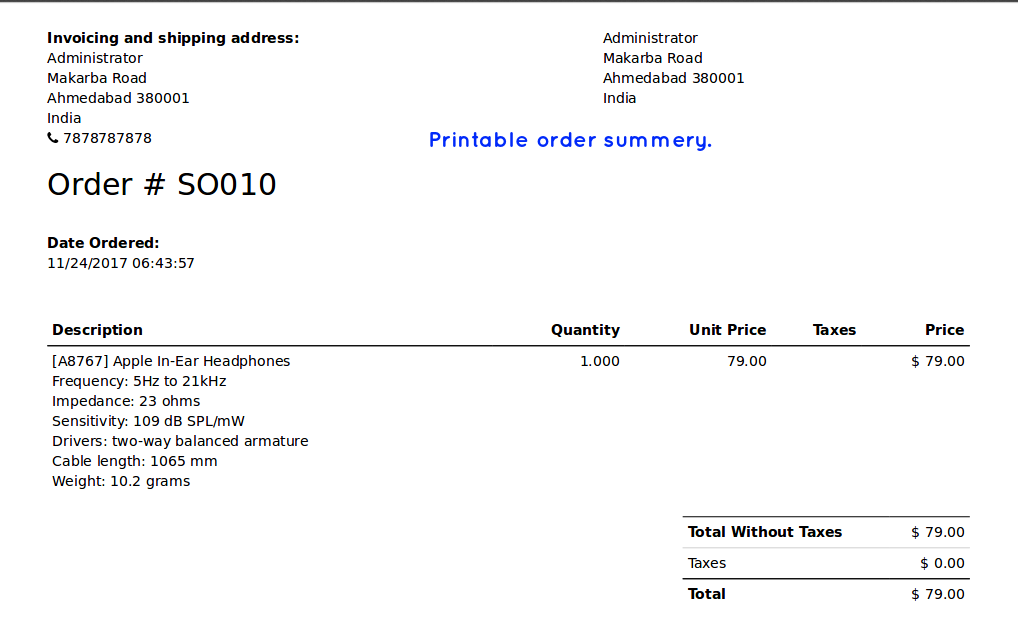 Invoicing and shipping address:
Administrator
Makarba Road
Ahmedabad 380001
India
7878787878
Administrator
Makarba Road
Ahmedabad 380001
India
Printable order summery.
Order # SO010
Date Ordered:
11/24/2017 06:43:57
Description Quantity Unit Price Taxes Price
[A8767] Apple In-Ear Headphones 1.000 79.00 $ 79.00
Frequency: 5Hz to 21kHz
Impedance: 23 ohms
Sensitivity: 109 dB SPL/mW
Drivers: two-way balanced armature
Cable length: 1065 mm
Weight: 10.2 grams
Total Without Taxes $ 79.00
Taxes $ 0.00
Total $ 79.00